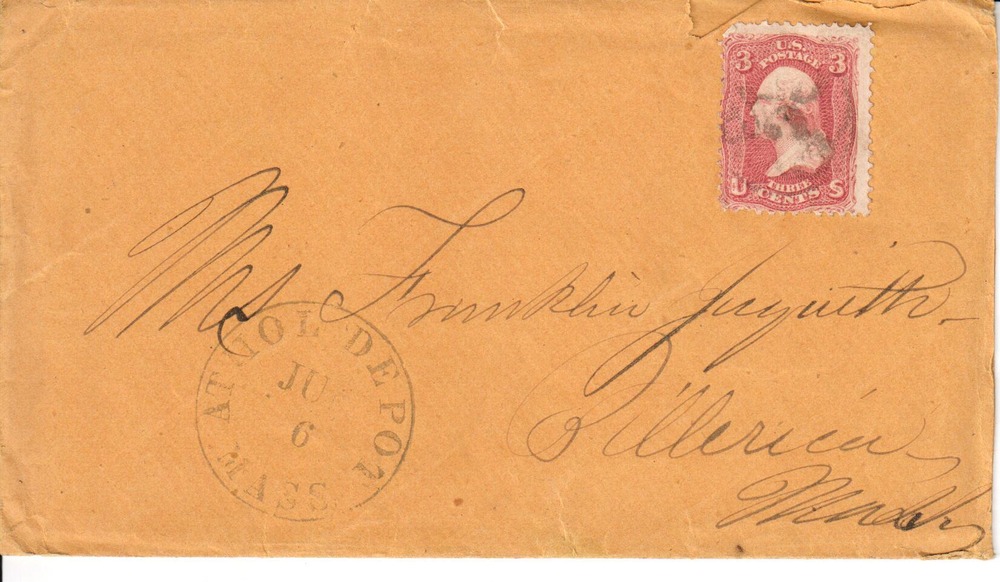 U.S.
POSTAGE
3 3
THREE
CENTS
U S
Mrs Franklin Jaquith
Billerica
Mass
ATHOL DEPOT
JU
6
MASS